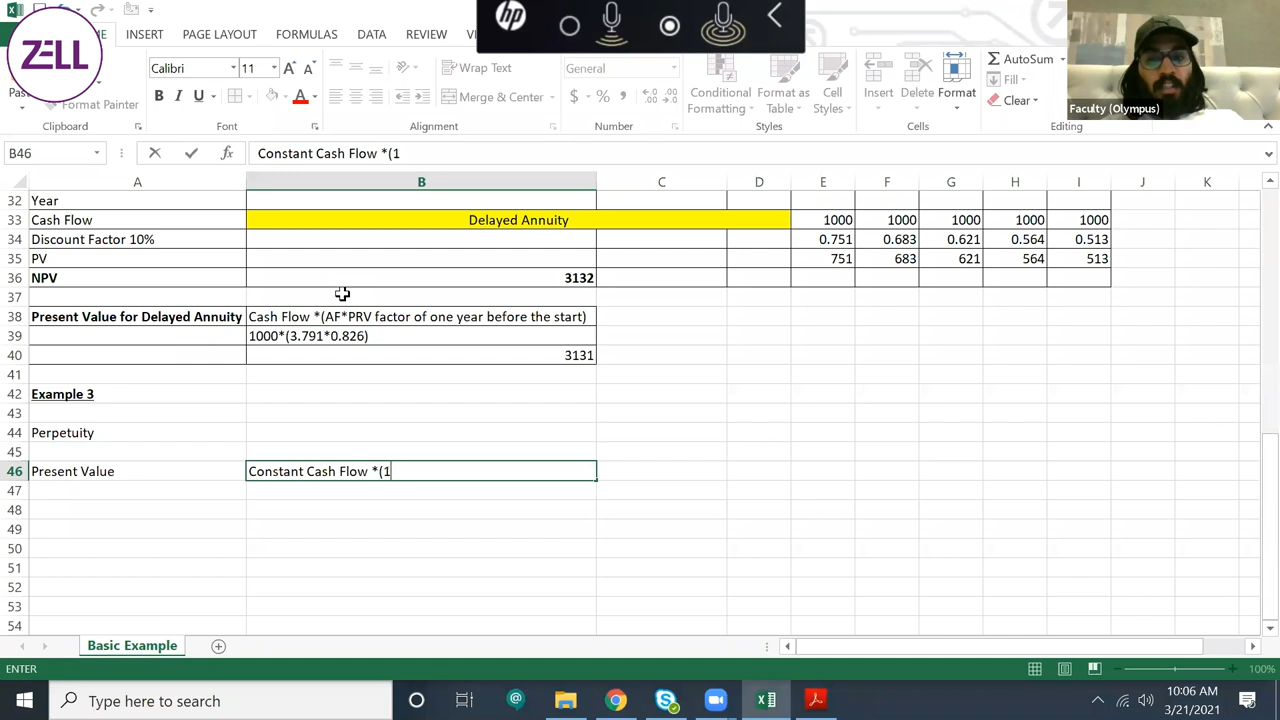 hp
ZELL
INSERT
PAGE LAYOUT
FORMULAS
DATA
REVIEW
Format Painter
Clipboard
Calibri
11
B I U
Font
Wrap Text
Merge & Center
Alignment
General
$ % ,
Number
Conditional Formatting
Format as Table
Cell Styles
Styles
Insert
Delete
Format
Cells
AutoSum
Fill
Clear
Editing
Faculty (Olympus)
B46
fx
Constant Cash Flow *(1
A B C D E F G H I J K
32 Year
33 Cash Flow Delayed Annuity 1000 1000 1000 1000 1000
34 Discount Factor 10% 0.751 0.683 0.621 0.564 0.513
35 PV 751 683 621 564 513
36 NPV 3132
37
38 Present Value for Delayed Annuity Cash Flow *(AF*PRV factor of one year before the start)
39 1000*(3.791*0.826)
40 3131
41
42 Example 3
43
44 Perpetuity
45
46 Present Value Constant Cash Flow *(1
47
48
49
50
51
52
53
54
Basic Example
ENTER
100%
Type here to search
10:06 AM
3/21/2021